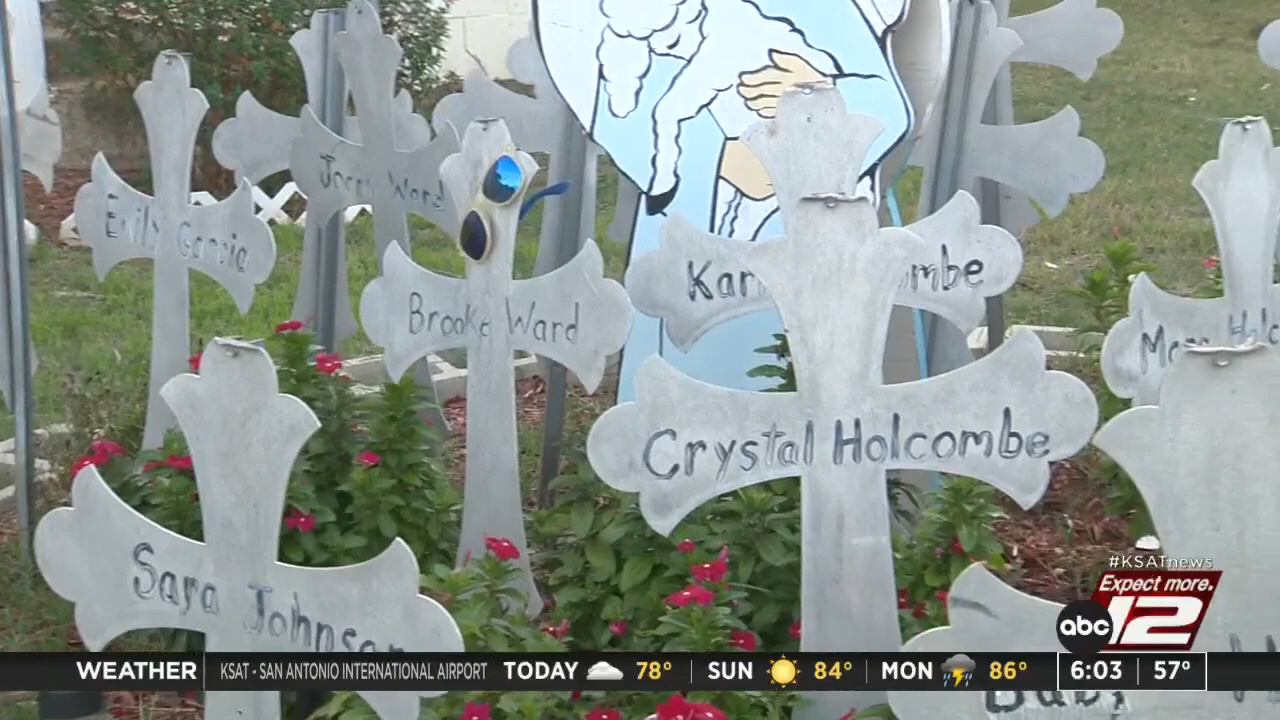 Emily Garcia
Ward
Brooke Ward
Crystal Holcombe
Sara Johnson
#KSATnews
Expect more.
abc 12
WEATHER KSAT - SAN ANTONIO INTERNATIONAL AIRPORT TODAY 78° SUN 84° MON 86° 6:03 57°